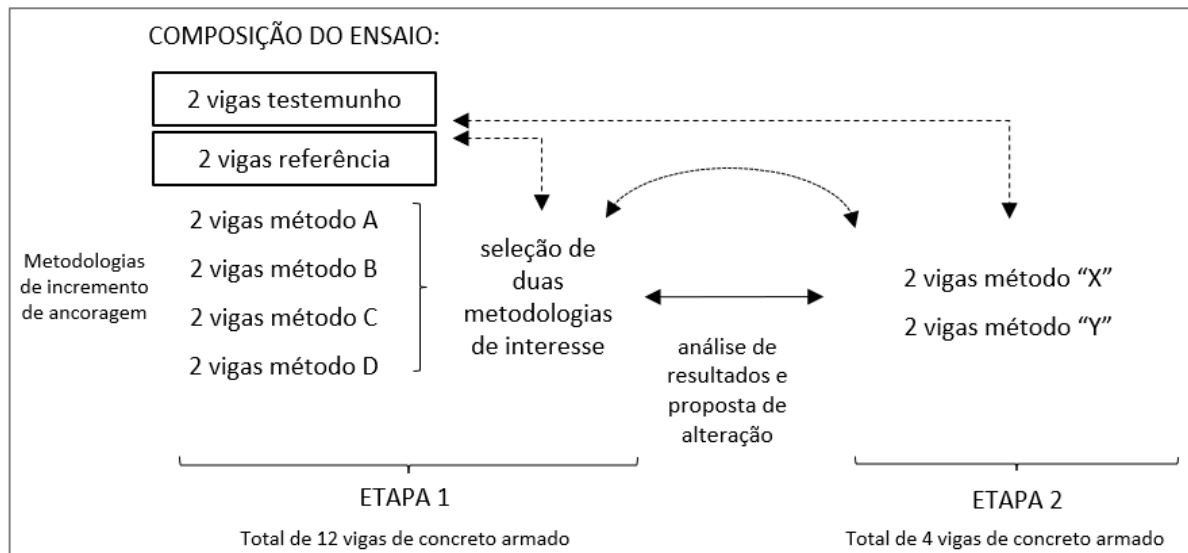 COMPOSIÇÃO DO ENSAIO:
2 vigas testemunho
2 vigas referência
Metodologias
de incremento
de ancoragem
2 vigas método A
2 vigas método B
2 vigas método C
2 vigas método D
seleção de
duas
metodologias
de interesse
análise de
resultados e
proposta de
alteração
2 vigas método “X”
2 vigas método “Y”
ETAPA 1
Total de 12 vigas de concreto armado
ETAPA 2
Total de 4 vigas de concreto armado